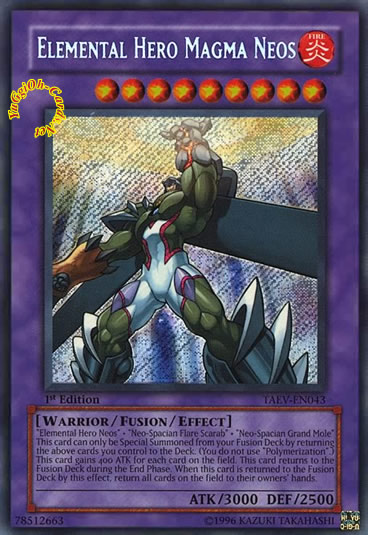 ELEMENTAL HERO MAGMA NEOS
FIRE
炎
YuGiOh-Cards.Net
1st Edition
TAEV-EN043
[WARRIOR/FUSION/EFFECT]
"Elemental Hero Neos" + "Neo-Spacian Flare Scarab" + "Neo-Spacian Grand Mole"
This card can only be Special Summoned from your Fusion Deck by returning
the above cards you control to the Deck. (You do not use "Polymerization".)
This card gains 400 ATK for each card on the field. This card returns to the
Fusion Deck during the End Phase. When this card is returned to the Fusion
Deck by this effect, return all cards on the field to their owners' hands.
ATK/3000 DEF/2500
78512663
©1996 KAZUKI TAKAHASHI